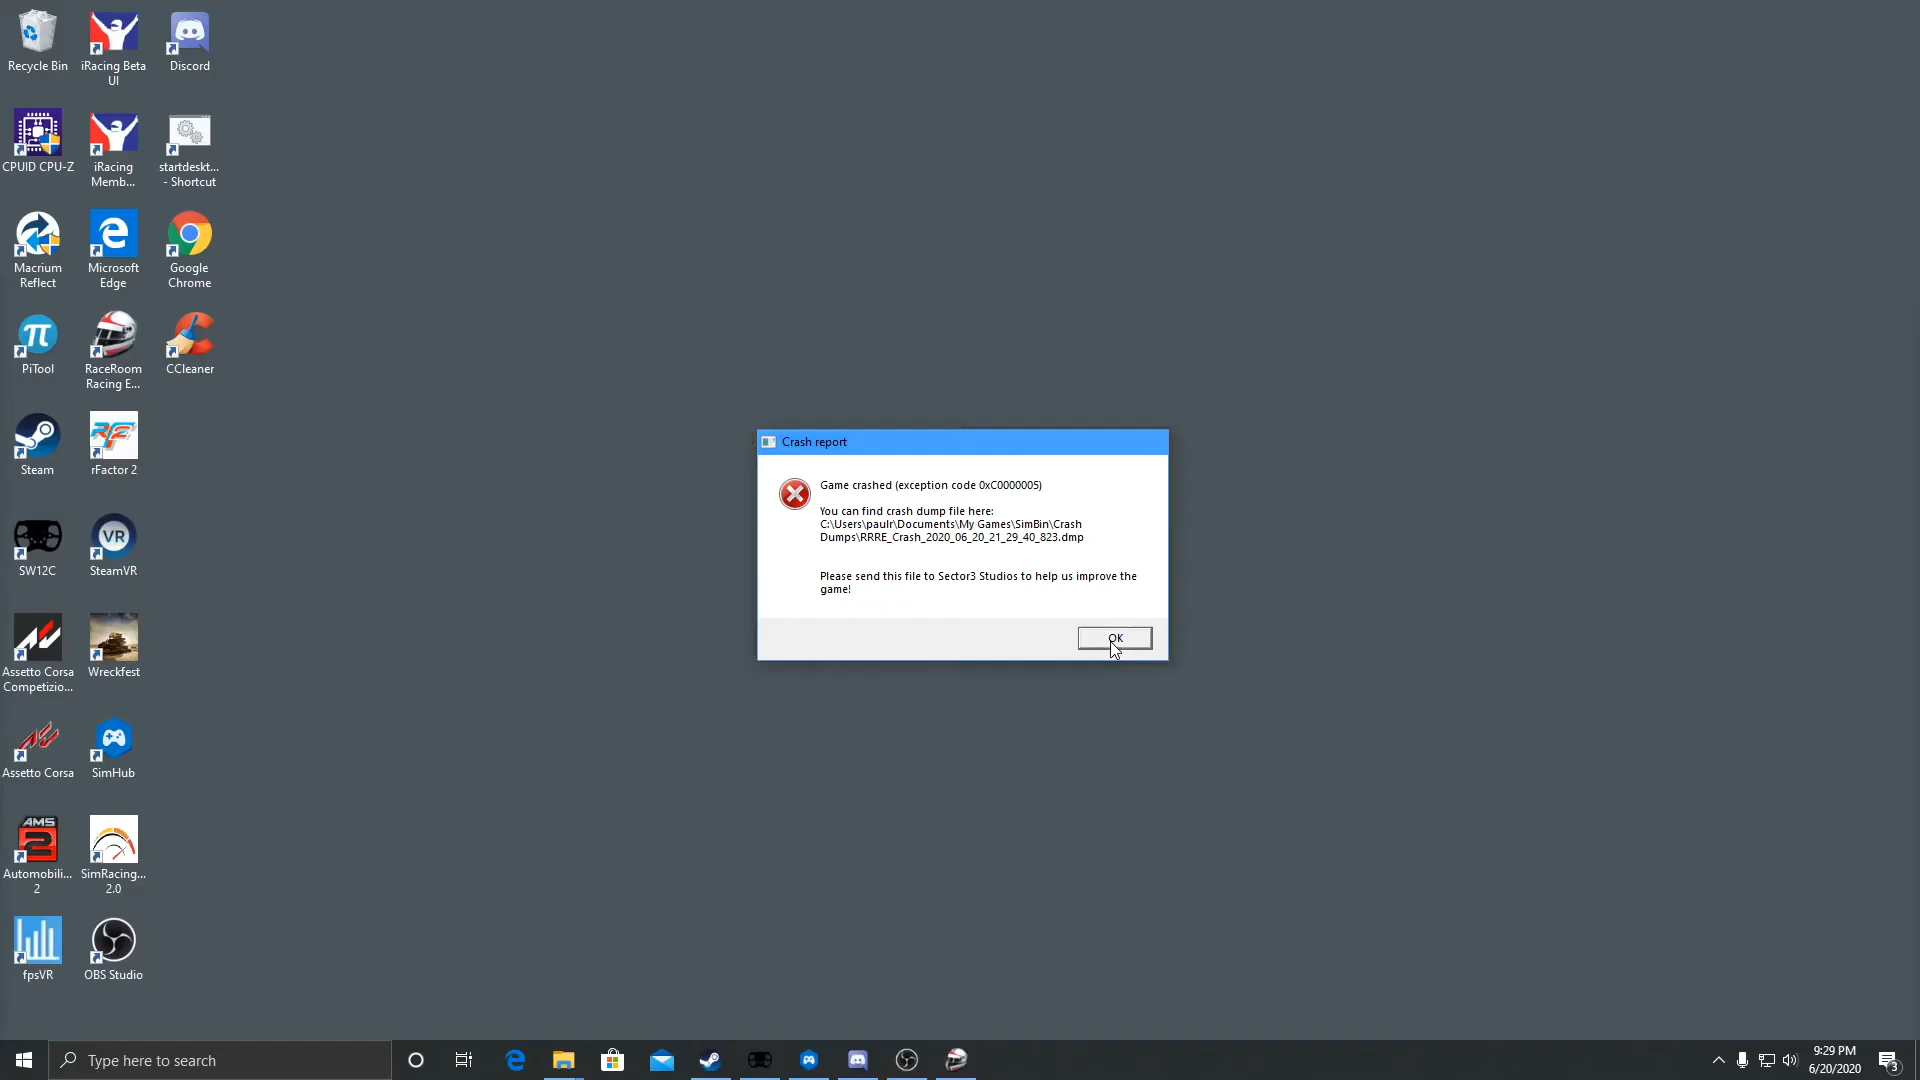 Recycle Bin
iRacing Beta
UI
Discord
CPUID CPU-Z
iRacing
Memb...
startdeskt...
- Shortcut
Macrium
Reflect
Microsoft
Edge
Google
Chrome
PiTool
RaceRoom
Racing E...
CCleaner
Steam
rFactor 2
SW12C
VR
SteamVR
Assetto Corsa
Competizio...
Wreckfest
Assetto Corsa
SimHub
AMS
2
Automobili...
2
SimRacing...
2.0
fpsVR
OBS Studio
Crash report
Game crashed (exception code 0xC0000005)
You can find crash dump file here:
C:\Users\paulr\Documents\My Games\SimBin\Crash
Dumps\RRRE_Crash_2020_06_20_21_29_40_823.dmp
Please send this file to Sector3 Studios to help us improve the
game!
OK
Type here to search
9:29 PM
6/20/2020
3